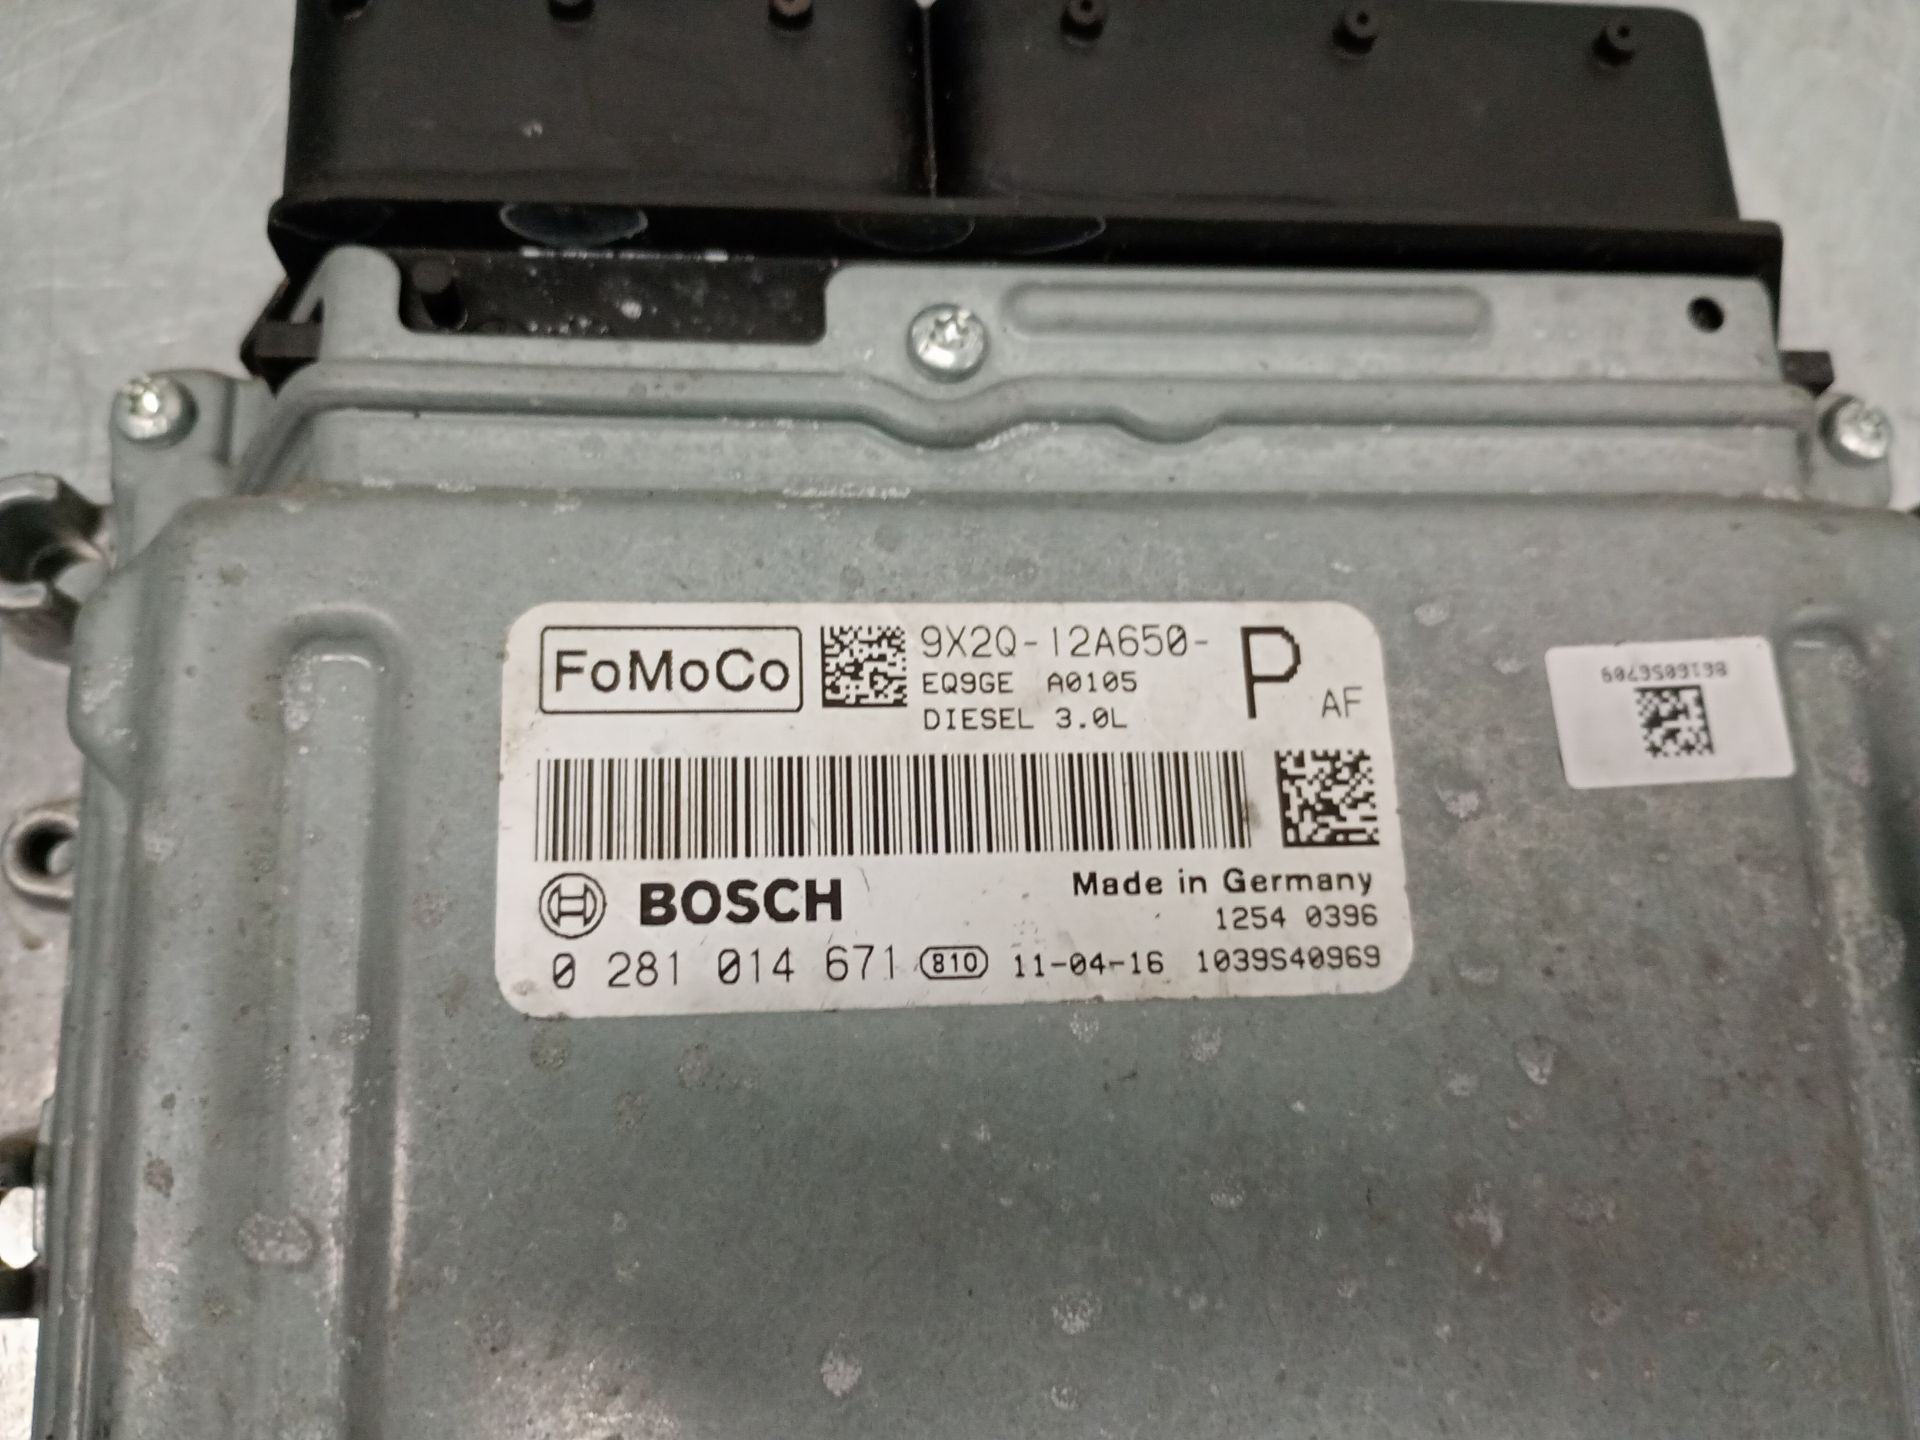 FoMoCo
9X2Q-12A650-
P
AF
EQ9GE A0105
DIESEL 3.0L
BOSCH
Made in Germany
1254 0396
0 281 014 671 810 11-04-16 1039S40969